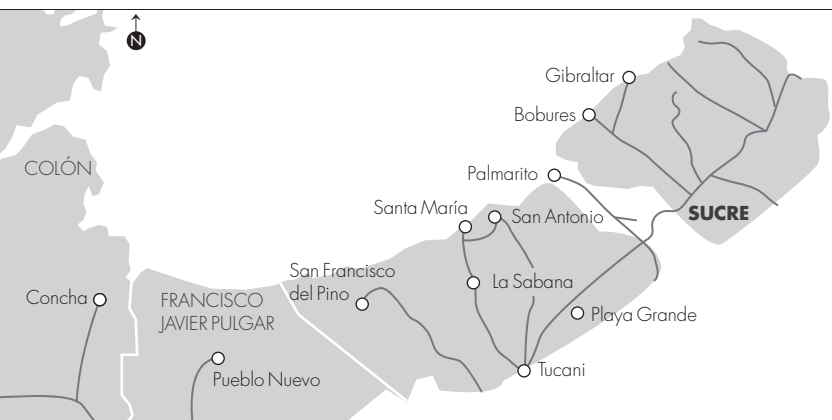 N
Gibraltar
Bobures
COLÓN
Palmarito
Santa María
San Antonio
SUCRE
San Francisco
del Pino
La Sabana
Concha
FRANCISCO
JAVIER PULGAR
Playa Grande
Pueblo Nuevo
Tucani